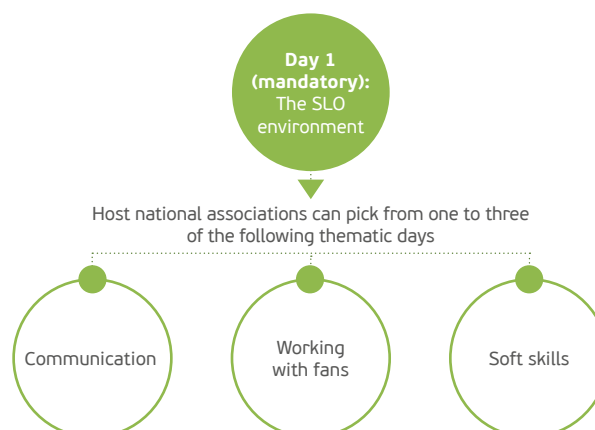 Day 1
(mandatory):
The SLO
environment
Host national associations can pick from one to three
of the following thematic days
Communication
Working
with fans
Soft skills